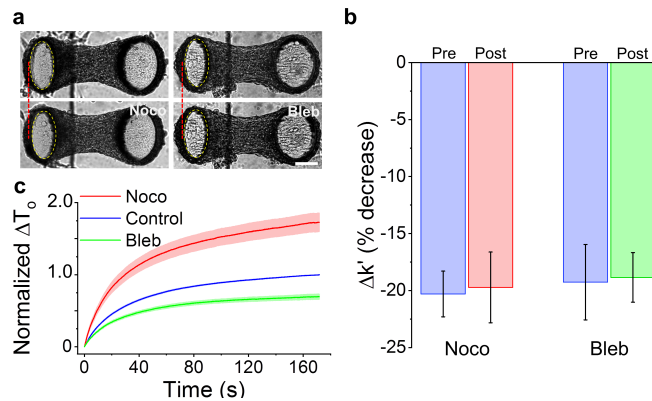 a
Noco
Bleb
b
Pre
Post
Pre
Post
0
-5
-10
-15
-20
-25
Δk' (% decrease)
Noco
Bleb
c
Noco
Control
Bleb
2.0
1.0
0
Normalized ΔTₒ
0
40
80
120
160
Time (s)